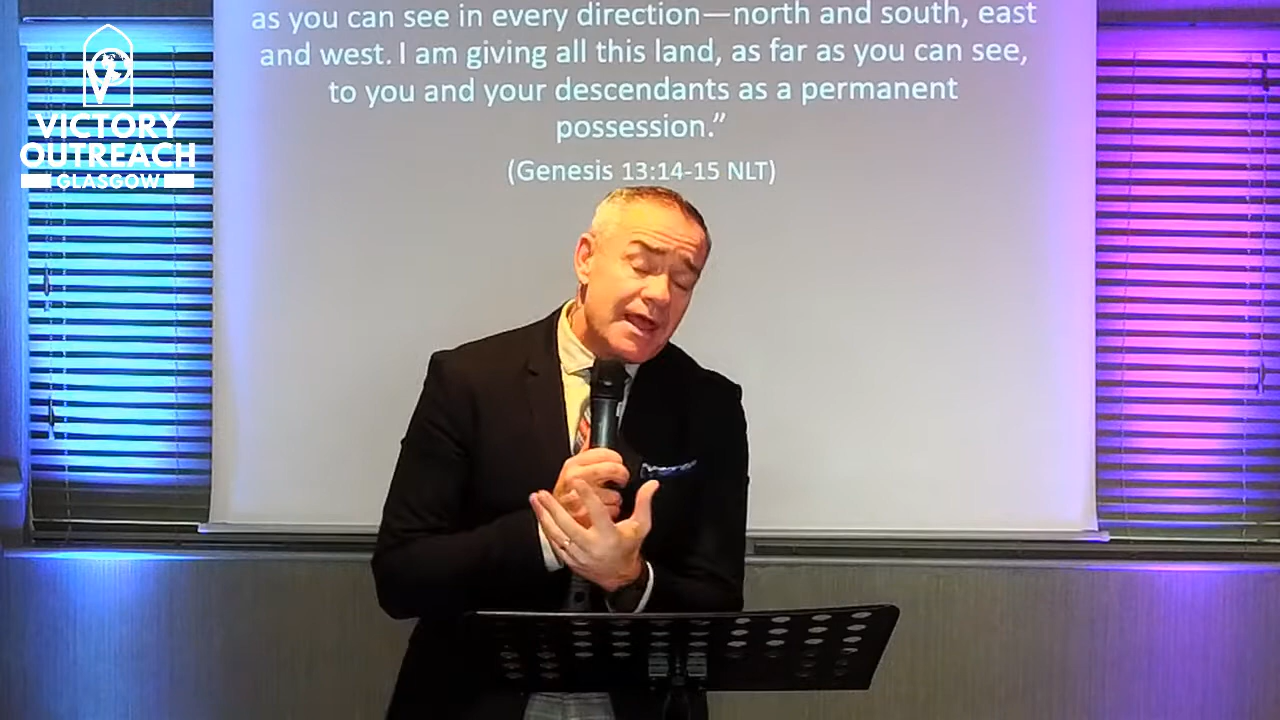 as you can see in every direction—north and south, east
and west. I am giving all this land, as far as you can see,
to you and your descendants as a permanent
possession.”
(Genesis 13:14-15 NLT)
VICTORY
OUTREACH
GLASGOW